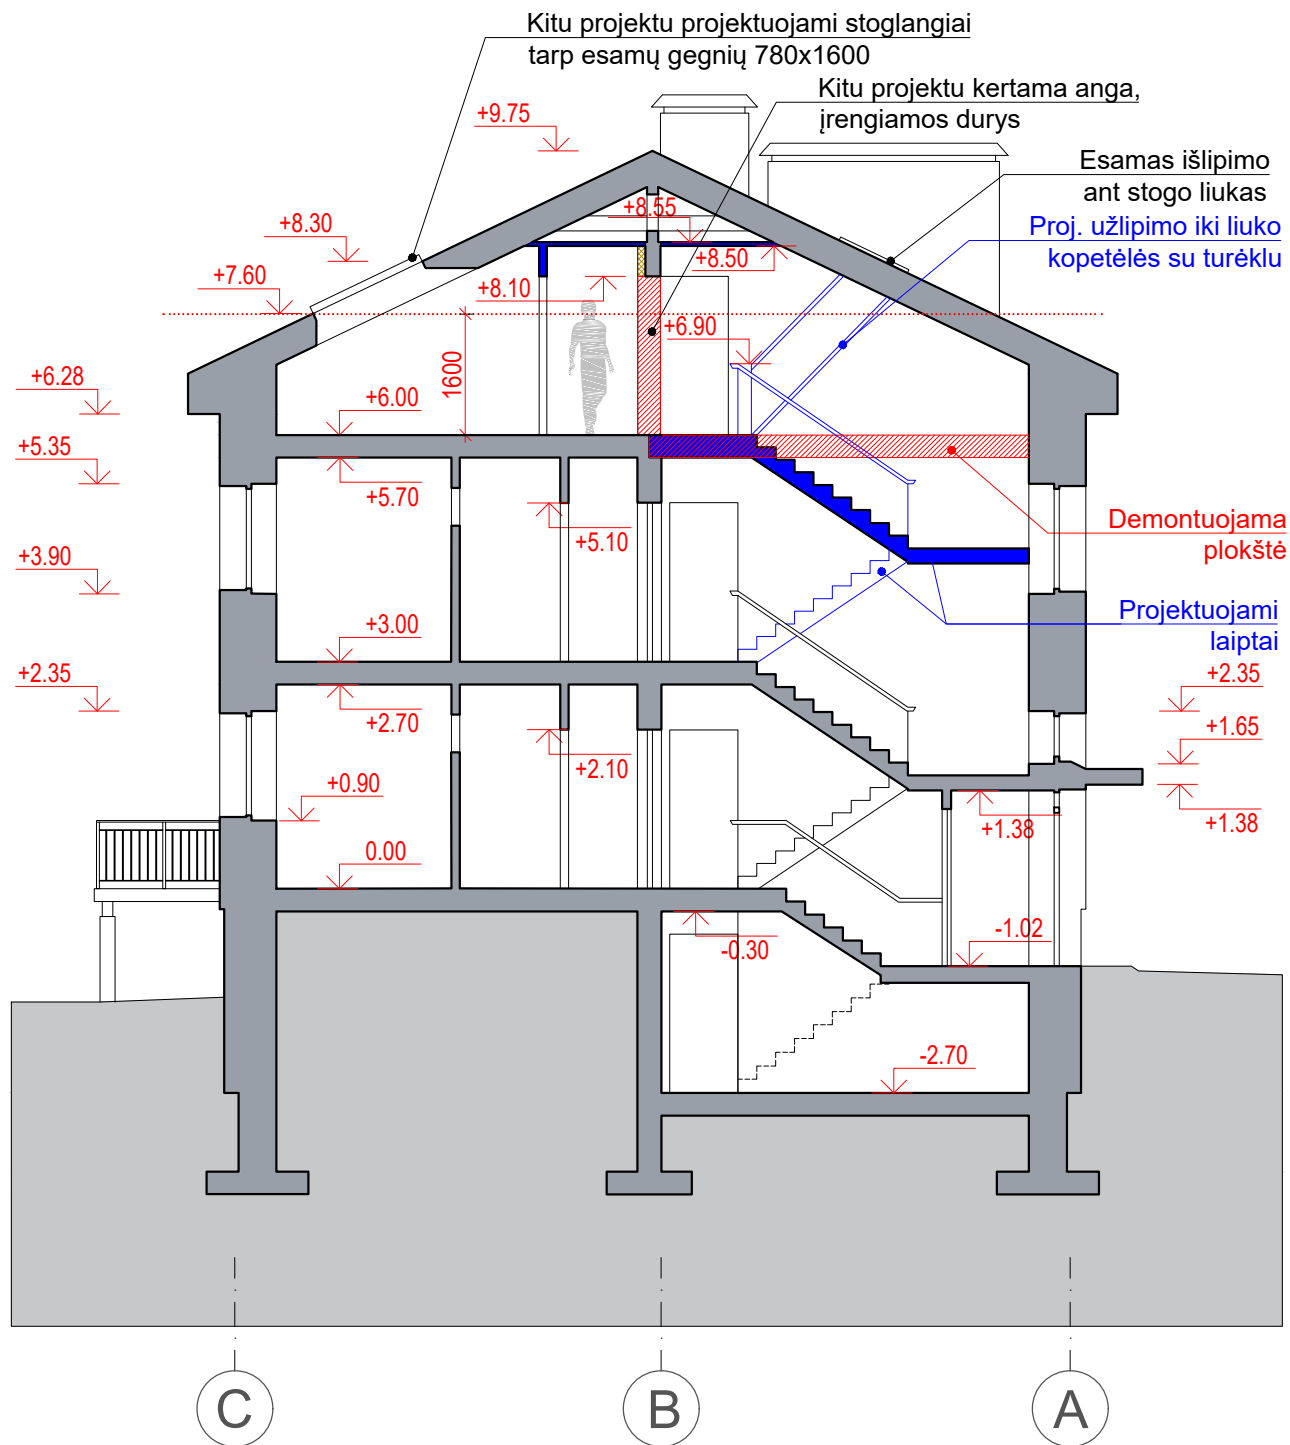 Kitu projektu projektuojami stoglangiai
tarp esamų gegnių 780x1600
Kitu projektu kertama anga,
įrengiamos durys
+9.75
Esamas išlipimo
ant stogo liukas
+8.30
+8.55
Proj. užlipimo iki liuko
kopetėlės su turėklu
+8.50
+7.60
+8.10
+6.90
1600
+6.28
+6.00
+5.35
+5.70
+5.10
Demontuojama
plokštė
+3.90
+3.00
Projektuojami
laiptai
+2.35
+2.35
+2.70
+1.65
+2.10
+0.90
+1.38
+1.38
0.00
-0.30
-1.02
-2.70
C
B
A